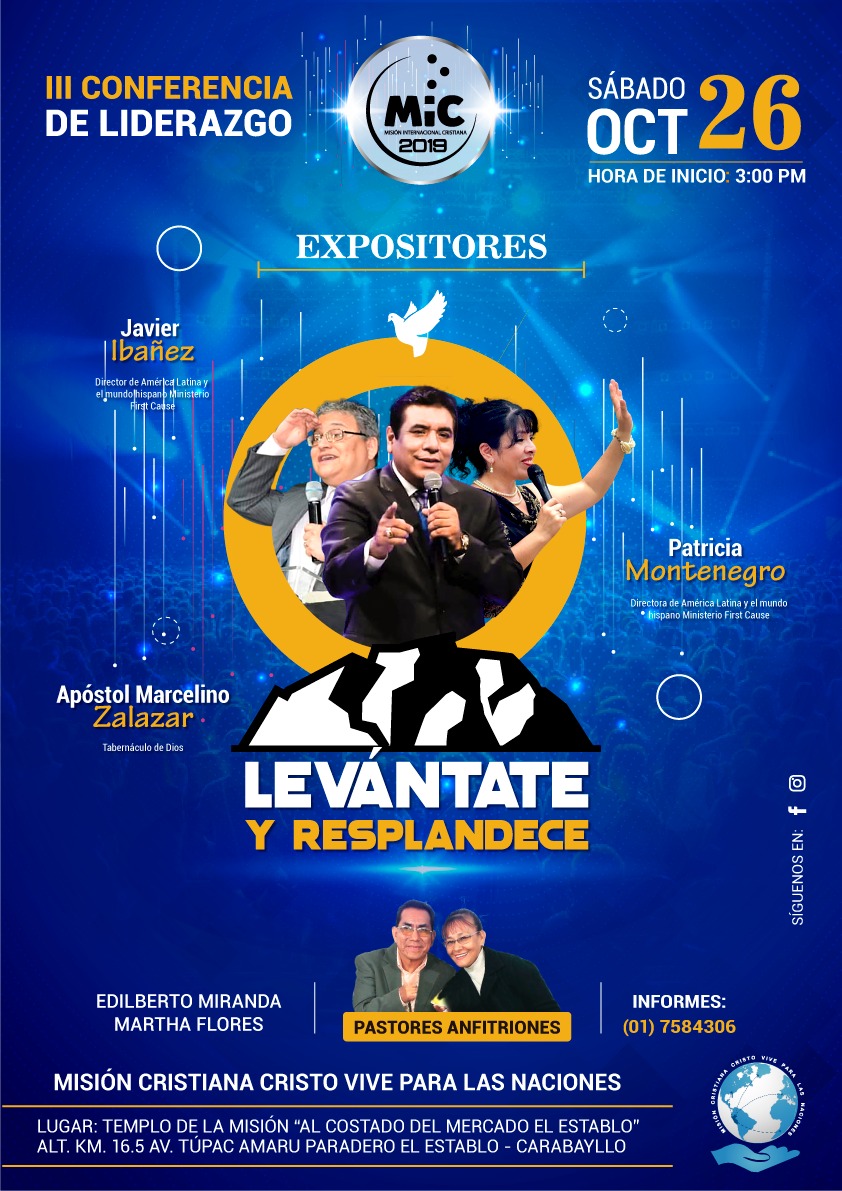 III CONFERENCIA
DE LIDERAZGO
MiC
MISIÓN INTERNACIONAL CRISTIANA
2019
SÁBADO
OCT 26
HORA DE INICIO: 3:00 PM
EXPOSITORES
Javier
Ibañez
Director de América Latina y
el mundo hispano Ministerio
First Cause
Patricia
Montenegro
Directora de América Latina y el mundo
hispano Ministerio First Cause
Apóstol Marcelino
Zalazar
Tabernáculo de Dios
LEVÁNTATE
Y RESPLANDECE
SÍGUENOS EN:
EDILBERTO MIRANDA
MARTHA FLORES
PASTORES ANFITRIONES
INFORMES:
(01) 7584306
MISIÓN CRISTIANA CRISTO VIVE PARA LAS NACIONES
LUGAR: TEMPLO DE LA MISIÓN “AL COSTADO DEL MERCADO EL ESTABLO”
ALT. KM. 16.5 AV. TÚPAC AMARU PARADERO EL ESTABLO - CARABAYLLO
MISIÓN CRISTIANA CRISTO VIVE PARA LAS NACIONES